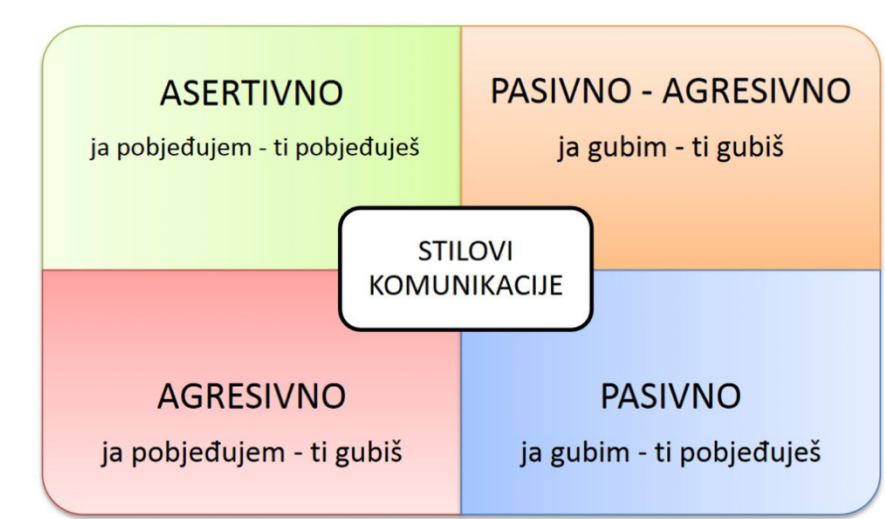 ASERTIVNO
ja pobjeđujem - ti pobjeđuješ
PASIVNO - AGRESIVNO
ja gubim - ti gubiš
STILOVI
KOMUNIKACIJE
AGRESIVNO
ja pobjeđujem - ti gubiš
PASIVNO
ja gubim - ti pobjeđuješ